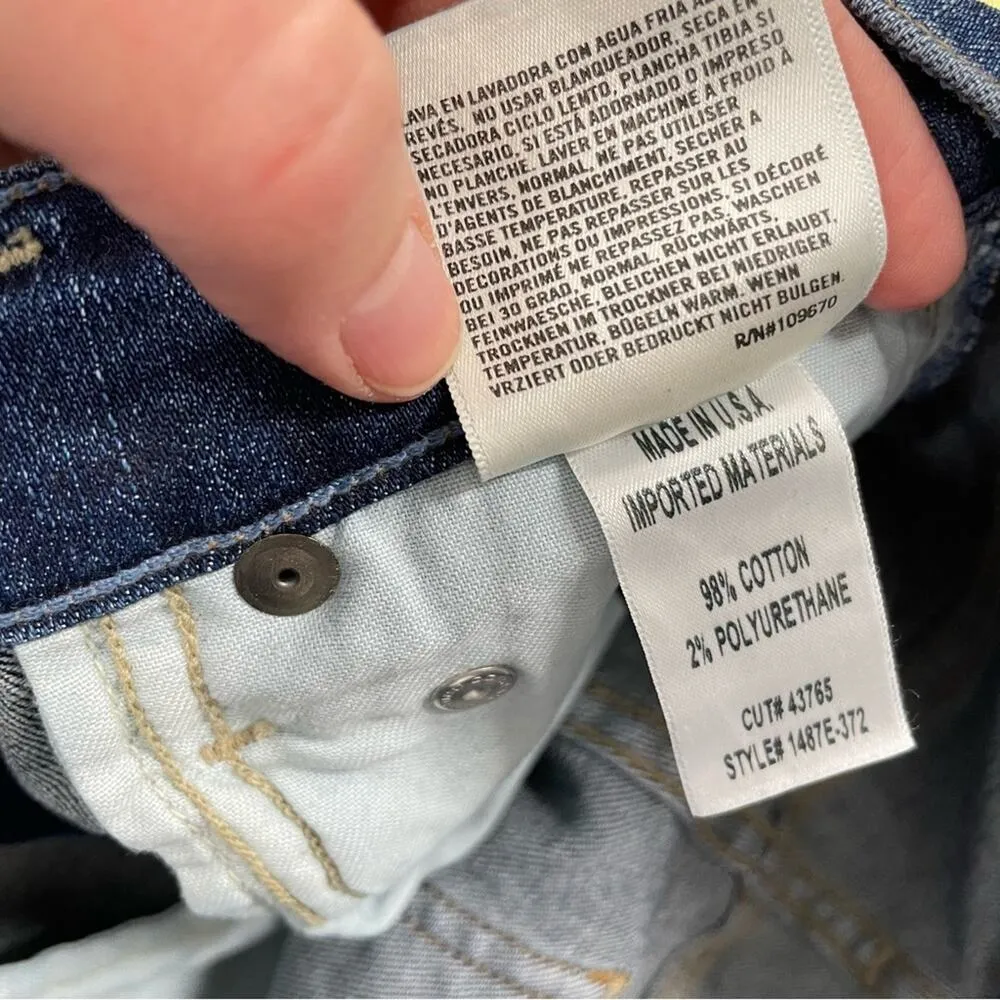 LAVA EN LAVADORA CON AGUA FRIA
REVÉS, NO USAR BLANQUEADOR, SECA EN
SECADORA CICLO LENTO, PLANCHA TIBIA SI
NECESARIO, SI ESTÁ ADORNADO O IMPRESO
NO PLANCHE. LAVER EN MACHINE A FROID À
L'ENVERS, NORMAL, NE PAS UTILISER
D'AGENTS DE BLANCHIMENT, SECHER A
BASSE TEMPERATURE, REPASSER AU
BESOIN, NE PAS REPASSER SUR LES
DECORATIONS OU IMPRESSIONS, SI DÉCORÉ
OU IMPRIMÉ NE REPASSEZ PAS. WASCHEN
BEI 30 GRAD, NORMAL, RÜCKWÄRTS,
FEINWAESCHE, BLEICHEN NICHT ERLAUBT,
TROCKNEN IM TROCKNER BEI NIEDRIGER
TEMPERATUR, BÜGELN WARM, WENN
VRZIERT ODER BEDRUCKT NICHT BULGEN.
R/N#109670
MADE IN U.S.A
IMPORTED MATERIALS
98% COTTON
2% POLYURETHANE
CUT# 43765
STYLE# 1487E-372